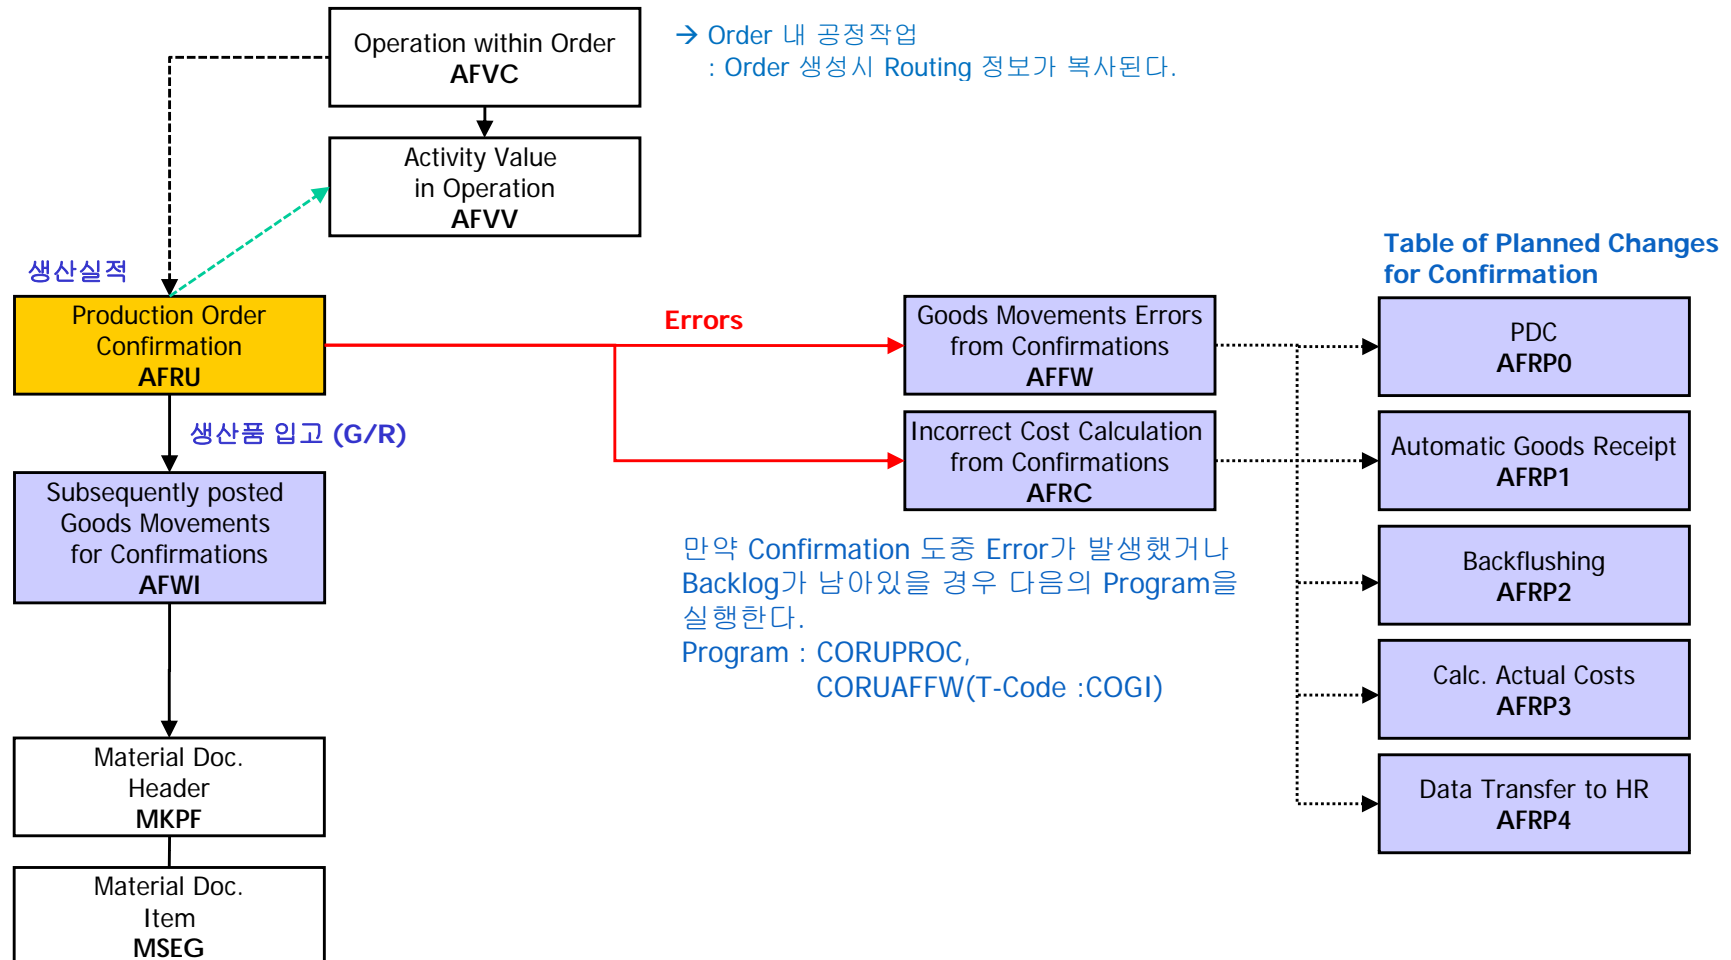 Operation within Order
AFVC
→ Order 내 공정작업
: Order 생성시 Routing 정보가 복사된다.
Activity Value
in Operation
AFVV
생산실적
Production Order
Confirmation
AFRU
Errors
Goods Movements Errors
from Confirmations
AFFW
Incorrect Cost Calculation
from Confirmations
AFRC
Table of Planned Changes
for Confirmation
PDC
AFRP0
Automatic Goods Receipt
AFRP1
Backflushing
AFRP2
Calc. Actual Costs
AFRP3
Data Transfer to HR
AFRP4
생산품 입고 (G/R)
Subsequently posted
Goods Movements
for Confirmations
AFWI
만약 Confirmation 도중 Error가 발생했거나
Backlog가 남아있을 경우 다음의 Program을
실행한다.
Program : CORUPROC,
CORUAFFW(T-Code :COGI)
Material Doc.
Header
MKPF
Material Doc.
Item
MSEG